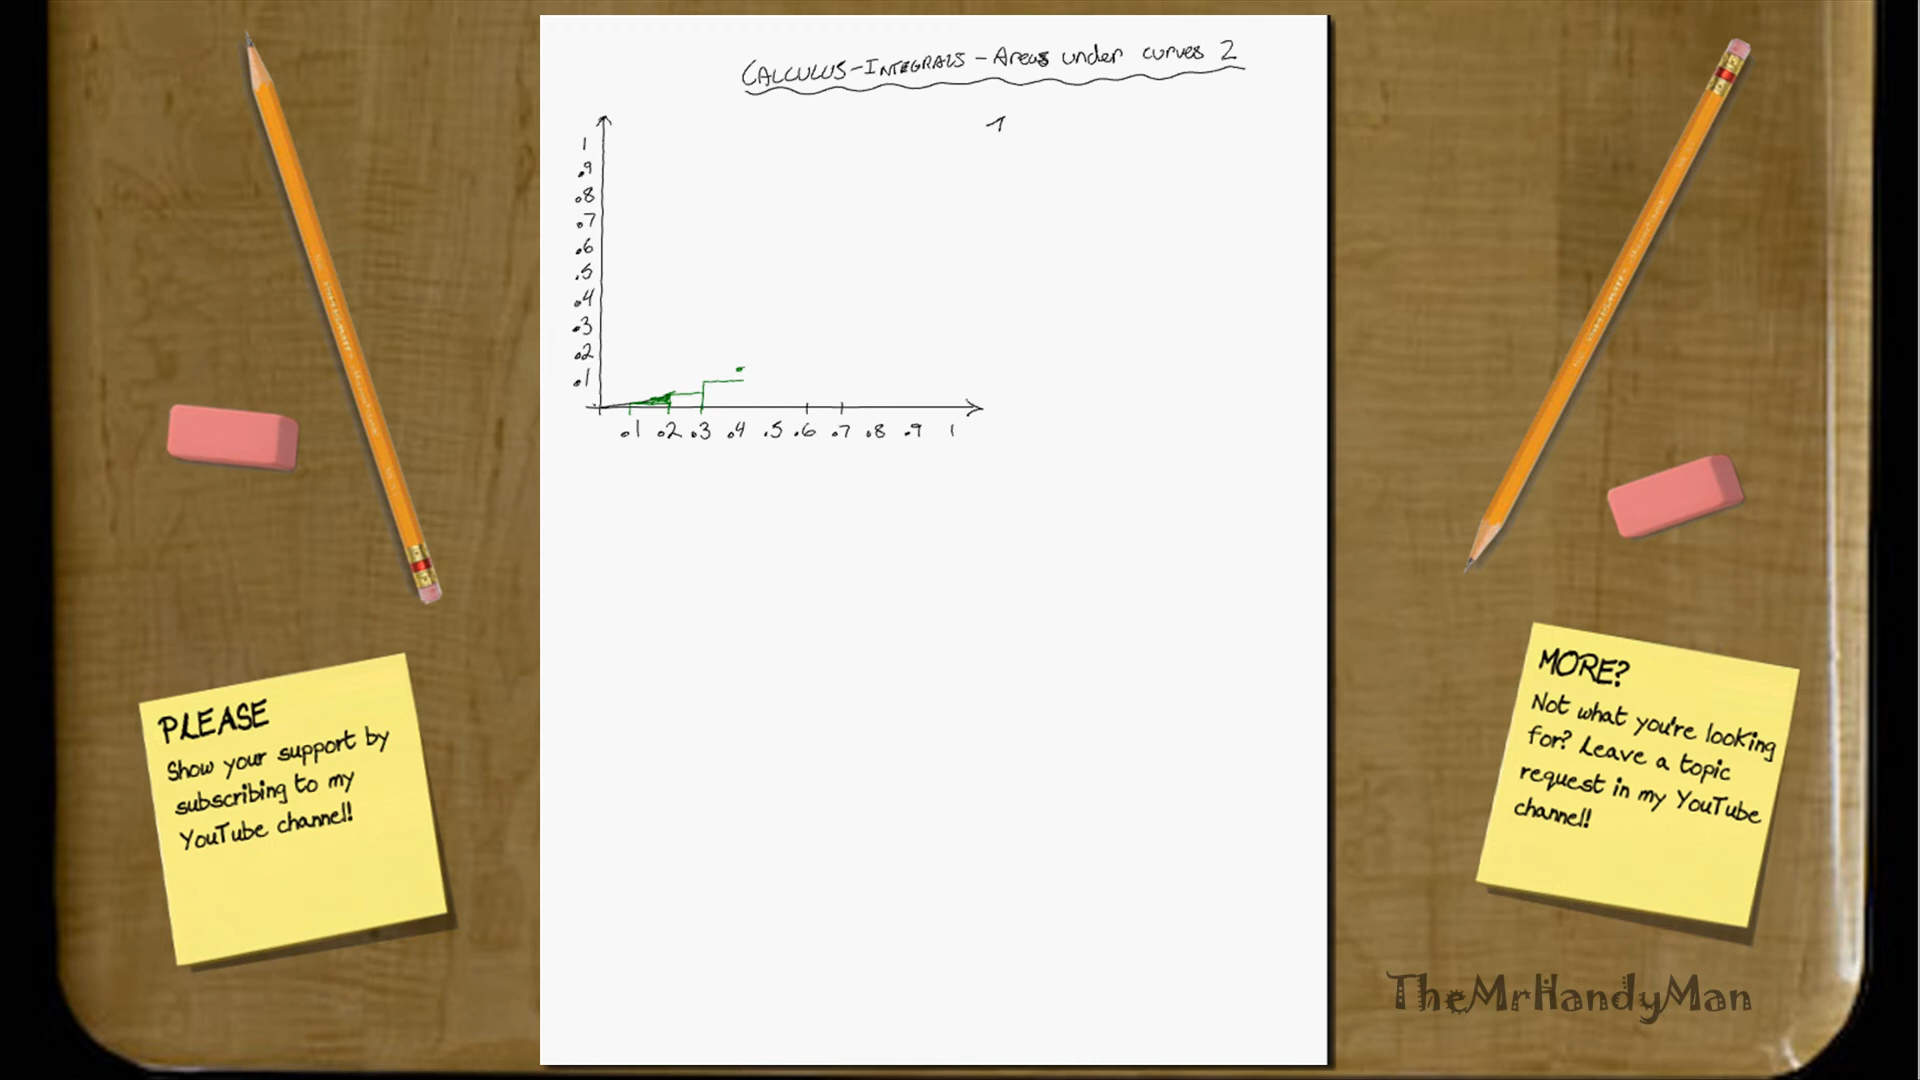 CALCULUS-INTEGRALS - Areas under curves 2
1
.9
.8
.7
.6
.5
.4
.3
.2
.1
.1 .2 .3 .4 .5 .6 .7 .8 .9 1
PLEASE
Show your support by
subscribing to my
YouTube channel!
MORE?
Not what you're looking
for? Leave a topic
request in my YouTube
channel!
TheMrHandyMan